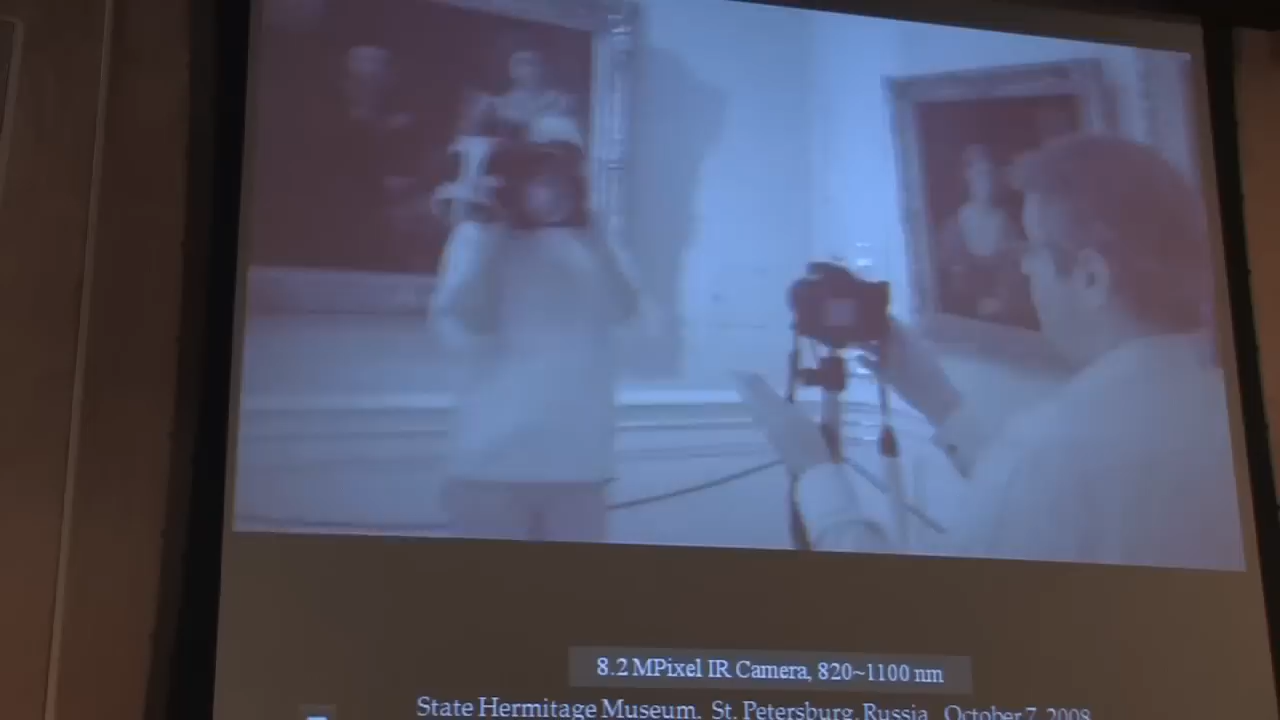 8.2 MPixel IR Camera, 820~1100 nm
State Hermitage Museum, St. Petersburg, Russia, October 7, 2008